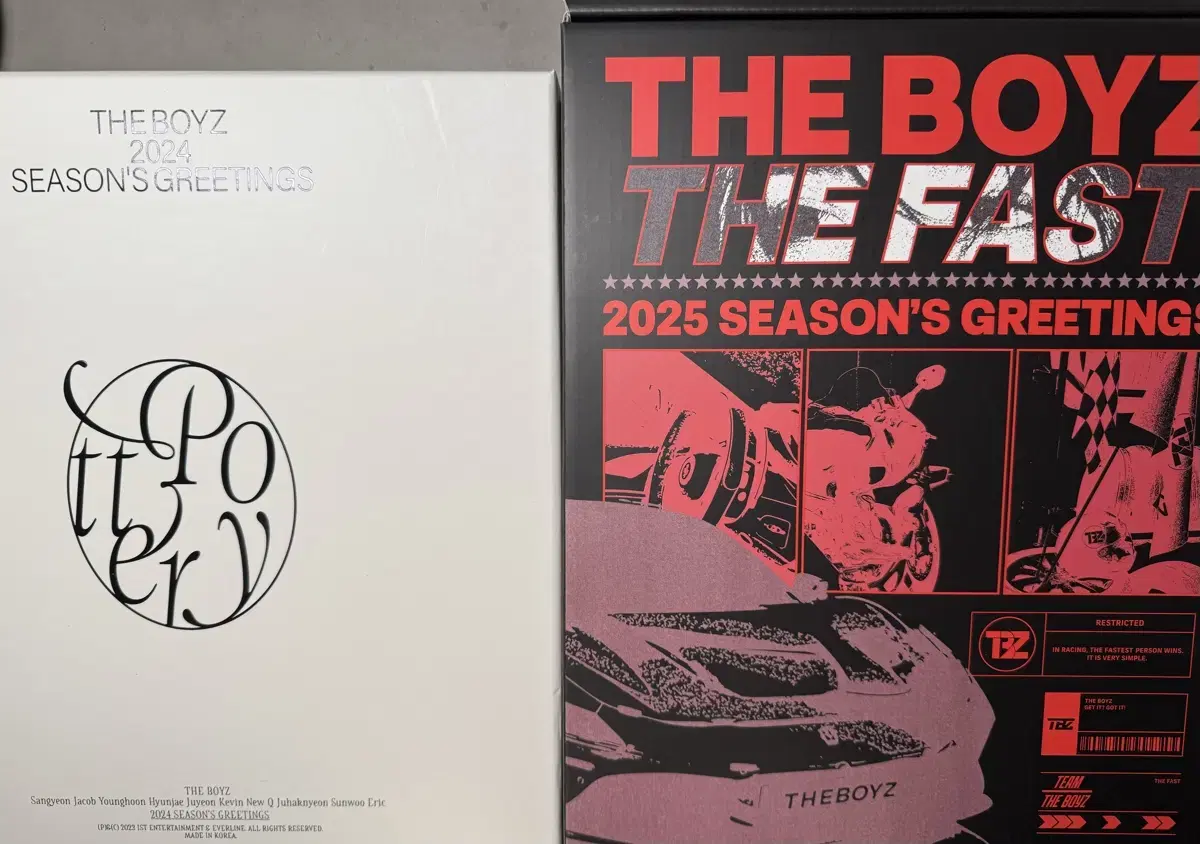 THE BOYZ
2024
SEASON'S GREETINGS
Pottery
THE BOYZ
Sangyeon Jacob Younghoon Hyunjae Juyeon Kevin New Q Juhaknyeon Sunwoo Eric
2024 SEASON'S GREETINGS
(P)&(C) 2023 IST ENTERTAINMENT & EVERLINE. ALL RIGHTS RESERVED.
MADE IN KOREA.
THE BOYZ
THE FAST
2025 SEASON'S GREETINGS
TBZ
TBZ
RESTRICTED
IN RACING, THE FASTEST PERSON WINS.
IT IS VERY SIMPLE.
TBZ
THE BOYZ
GET IT! GOT IT!
THEBOYZ
TEAM
THE BOYZ
THE FAST